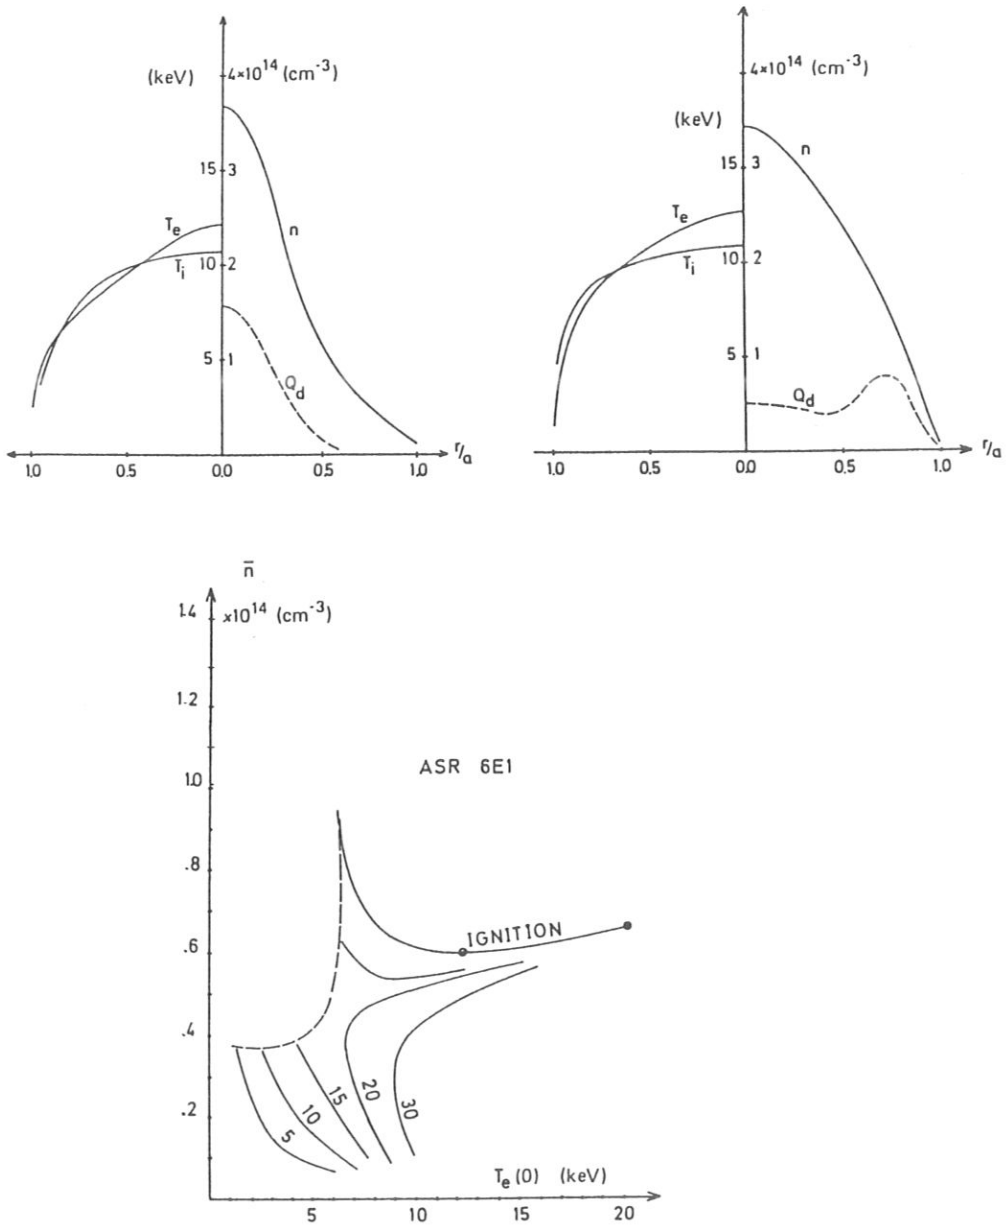 (keV) 4×10¹⁴ (cm⁻³)
15 3
Te n
10 2
Ti
5 1
Qd
1.0 0.5 0.0 0.5 1.0 r/a
4×10¹⁴ (cm⁻³)
(keV)
n
15 3
Te
10 2
Ti
5 1
Qd
1.0 0.5 0.0 0.5 1.0 r/a
n̄
1.4 ×10¹⁴ (cm⁻³)
1.2
ASR 6E1
1.0
.8
IGNITION
.6
.4
15 20 30
.2
5 10
Te(0) (keV)
5 10 15 20